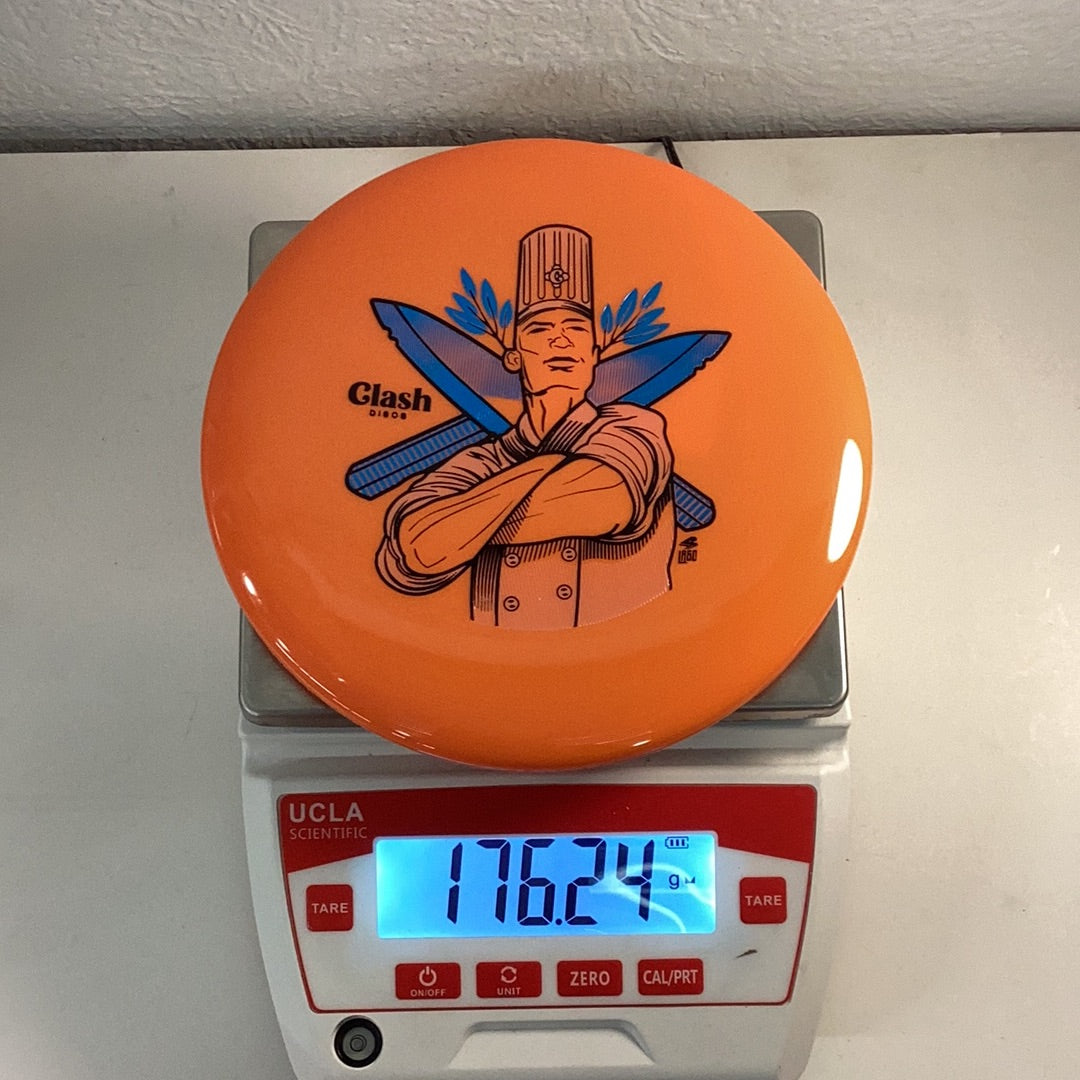 Clash
DISCS
UCLA
SCIENTIFIC
176.24
g
TARE
TARE
ON/OFF
UNIT
ZERO
CAL/PRT